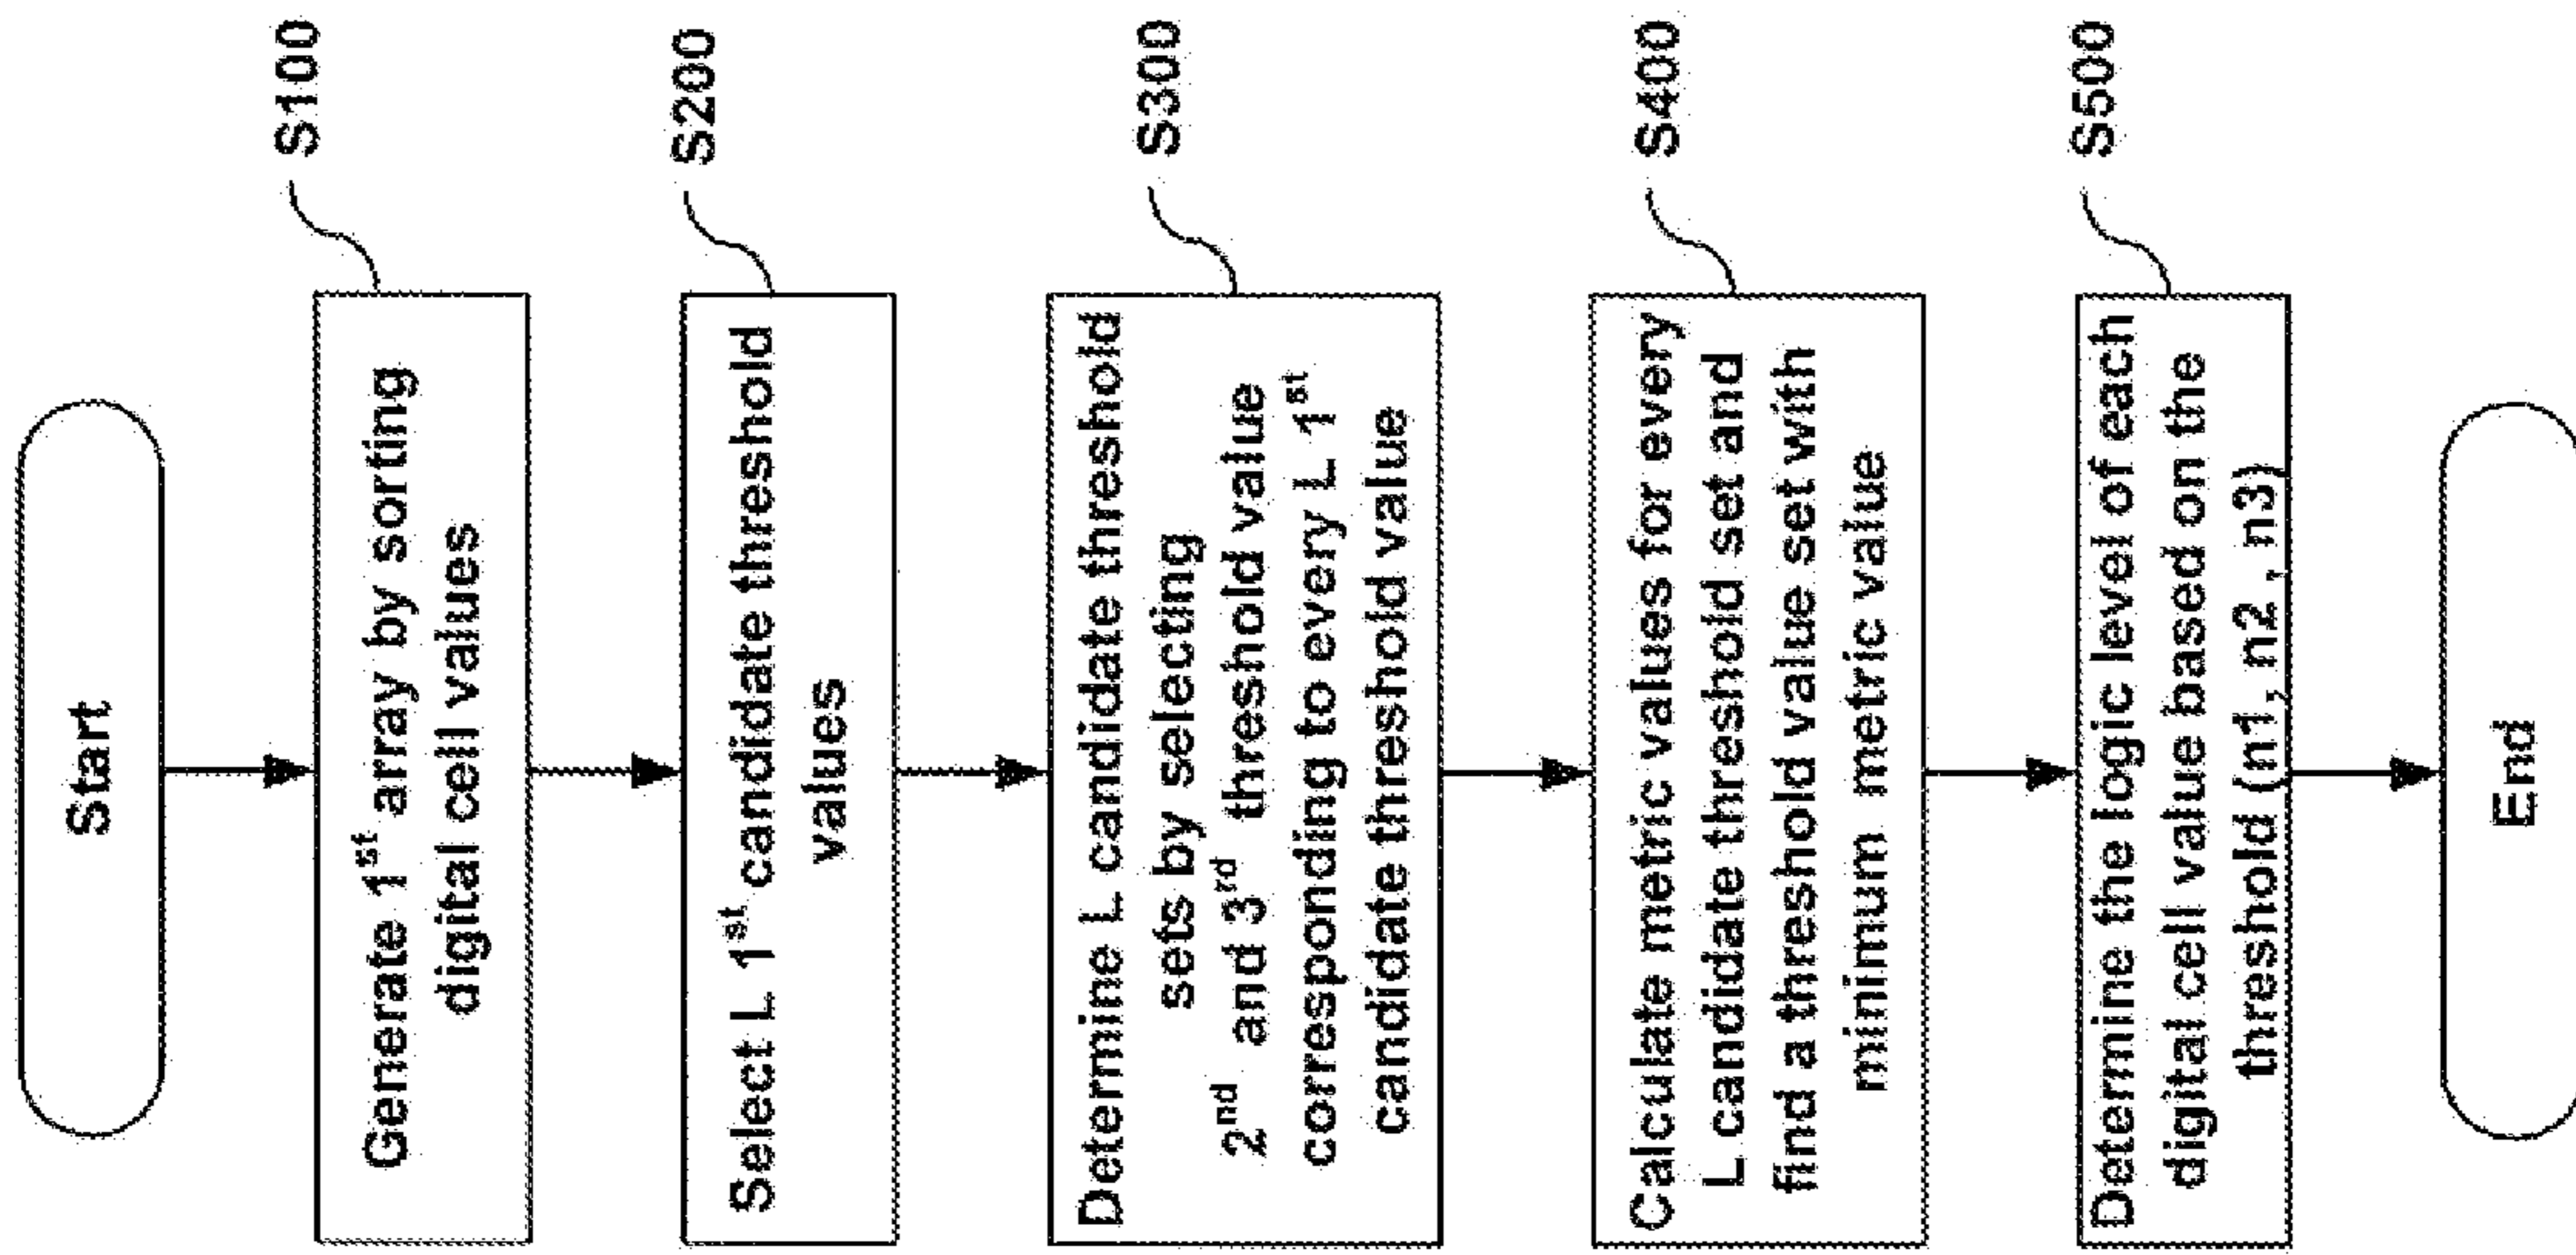 Start
S100
Generate 1st array by sorting
digital cell values
S200
Select L 1st candidate threshold
values
S300
Determine L candidate threshold
sets by selecting
2nd and 3rd threshold value
corresponding to every L 1st
candidate threshold value
S400
Calculate metric values for every
L candidate threshold set and
find a threshold value set with
minimum metric value
S500
Determine the logic level of each
digital cell value based on the
threshold (n1, n2, n3)
End